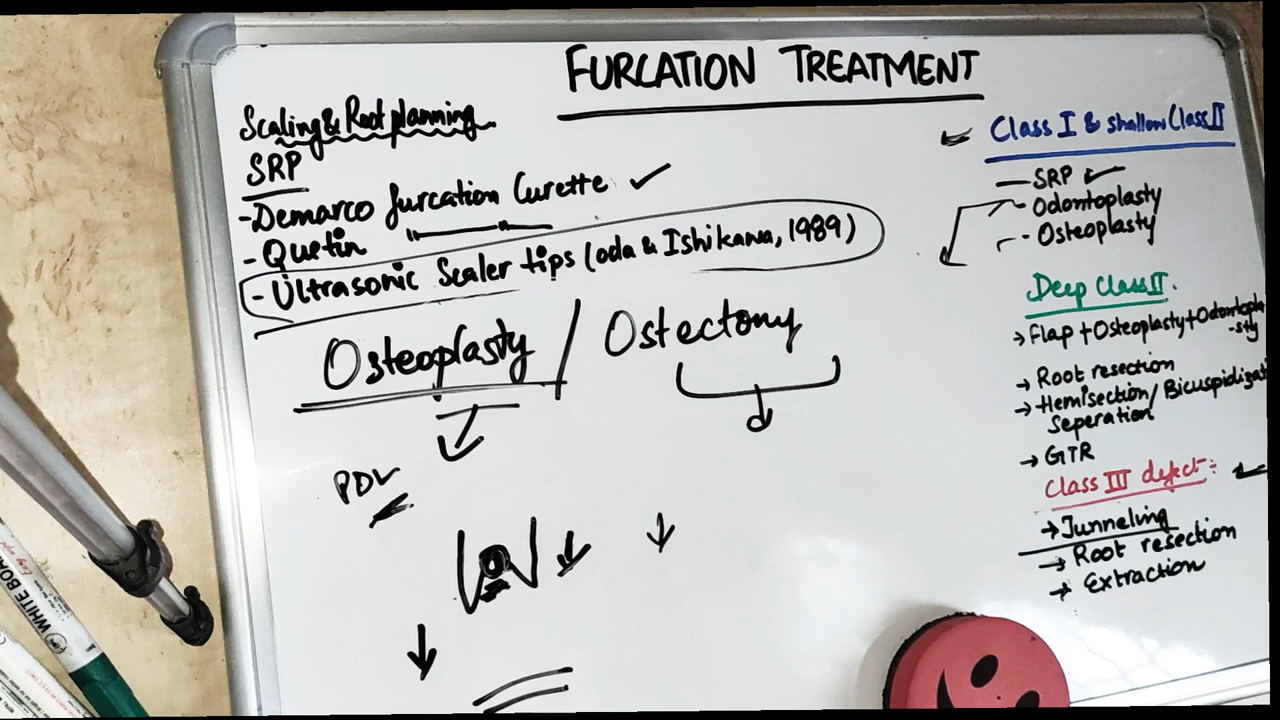 FURCATION TREATMENT
Scaling & Root planning
SRP
- Demarco furcation Curette ✓
- Quetin "
- Ultrasonic Scaler tips (oda & Ishikawa, 1989)
Osteoplasty / Ostectomy
PDL
Class I & shallow Class II
- SRP ✓
- Odontoplasty
- Osteoplasty
Deep Class II.
→ Flap + Osteoplasty + Odontopla
-sty
→ Root resection
→ Hemisection/ Bicuspidizati
Seperation
→ GTR
Class III defect:
→ Tunneling
→ Root resection
→ Extraction
WHITE BOA